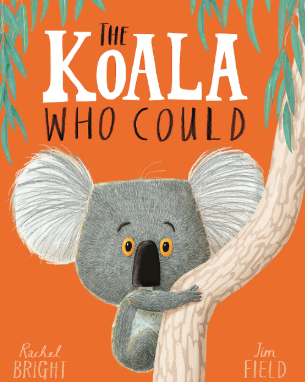 THE
KOALA
WHO COULD
Rachel
BRIGHT
Jim
FIELD